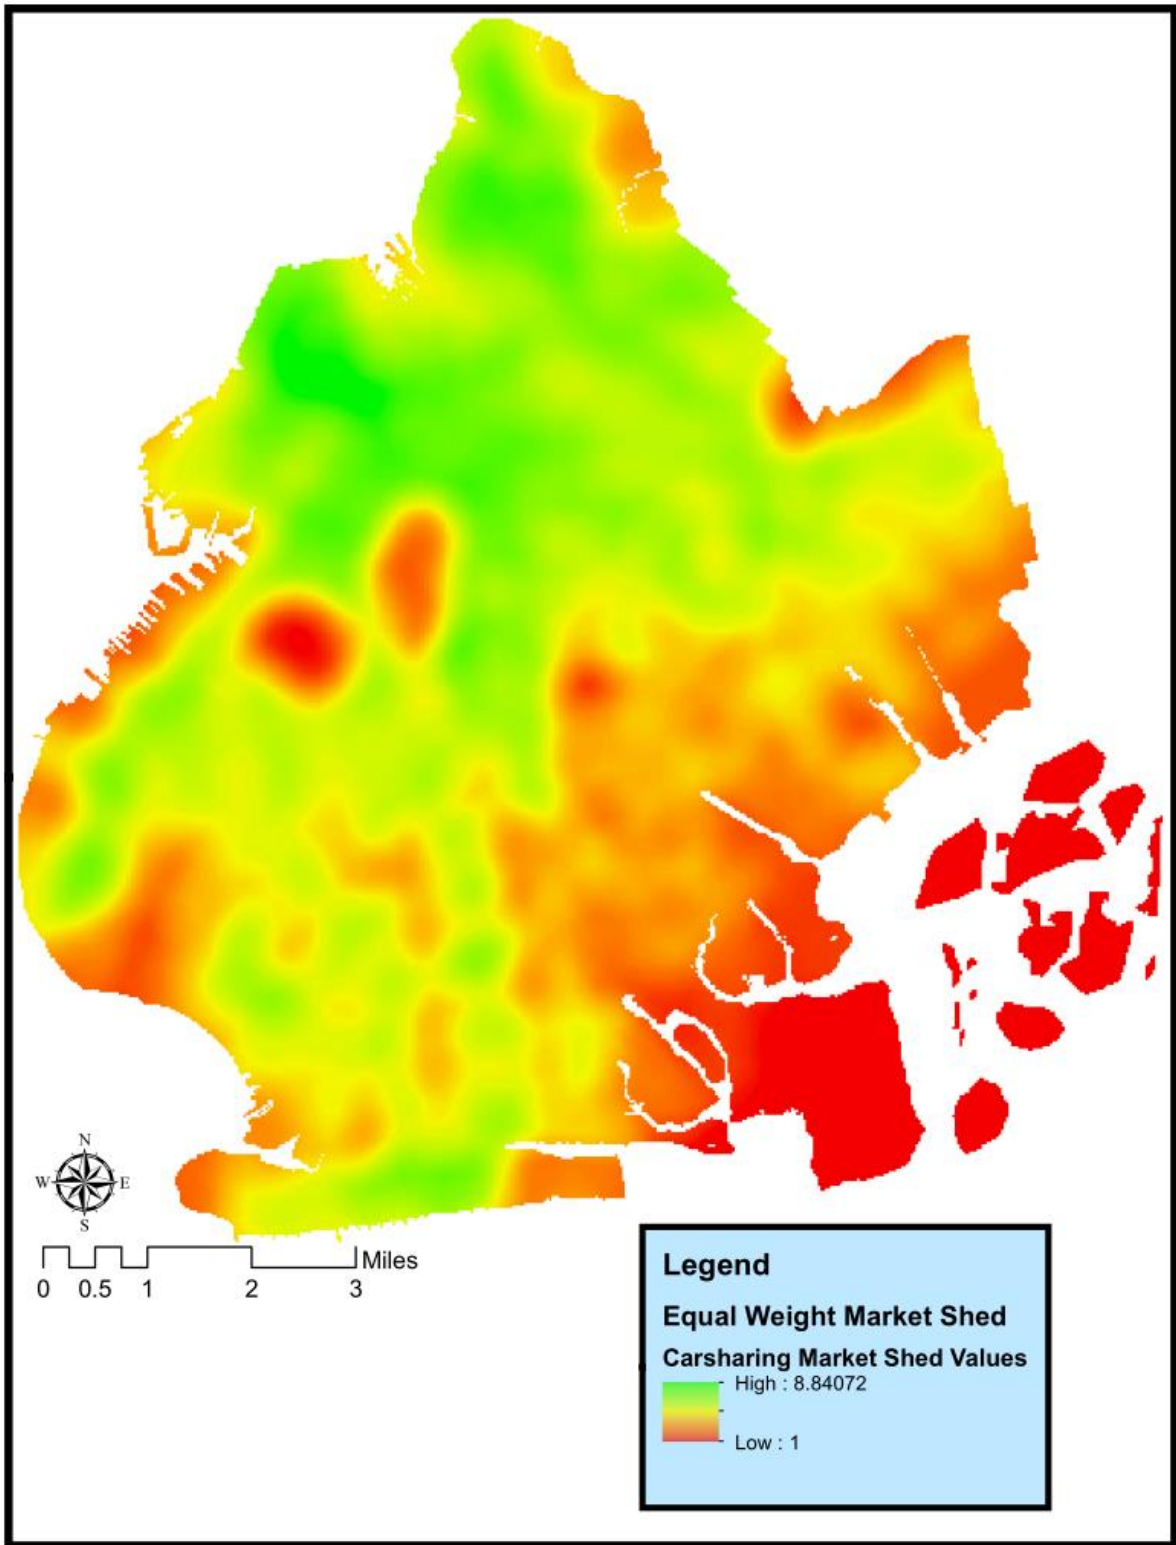 N
W E
S
Miles
0 0.5 1 2 3
Legend
Equal Weight Market Shed
Carsharing Market Shed Values
High : 8.84072
Low : 1